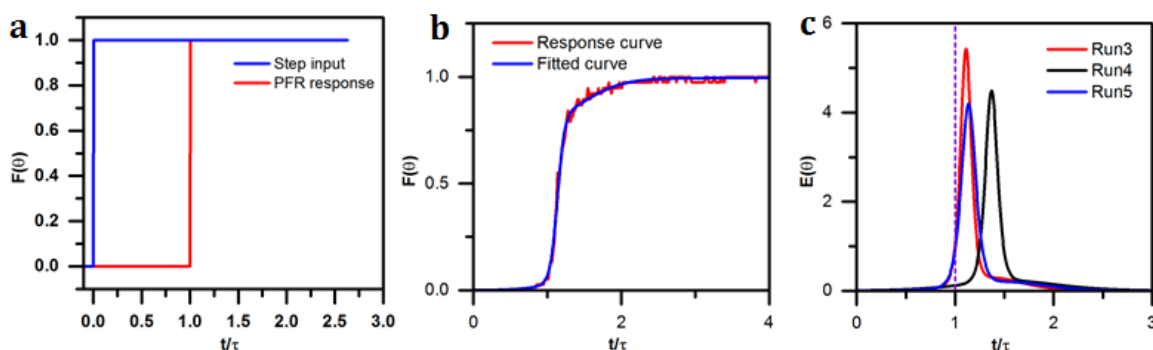 a
F(θ)
1.0
0.8
0.6
0.4
0.2
0.0
Step input
PFR response
0.0 0.5 1.0 1.5 2.0 2.5 3.0
t/τ
b
F(θ)
1.0
0.5
0.0
Response curve
Fitted curve
0 2 4
t/τ
c
E(θ)
6
4
2
0
Run3
Run4
Run5
0 1 2 3
t/τ